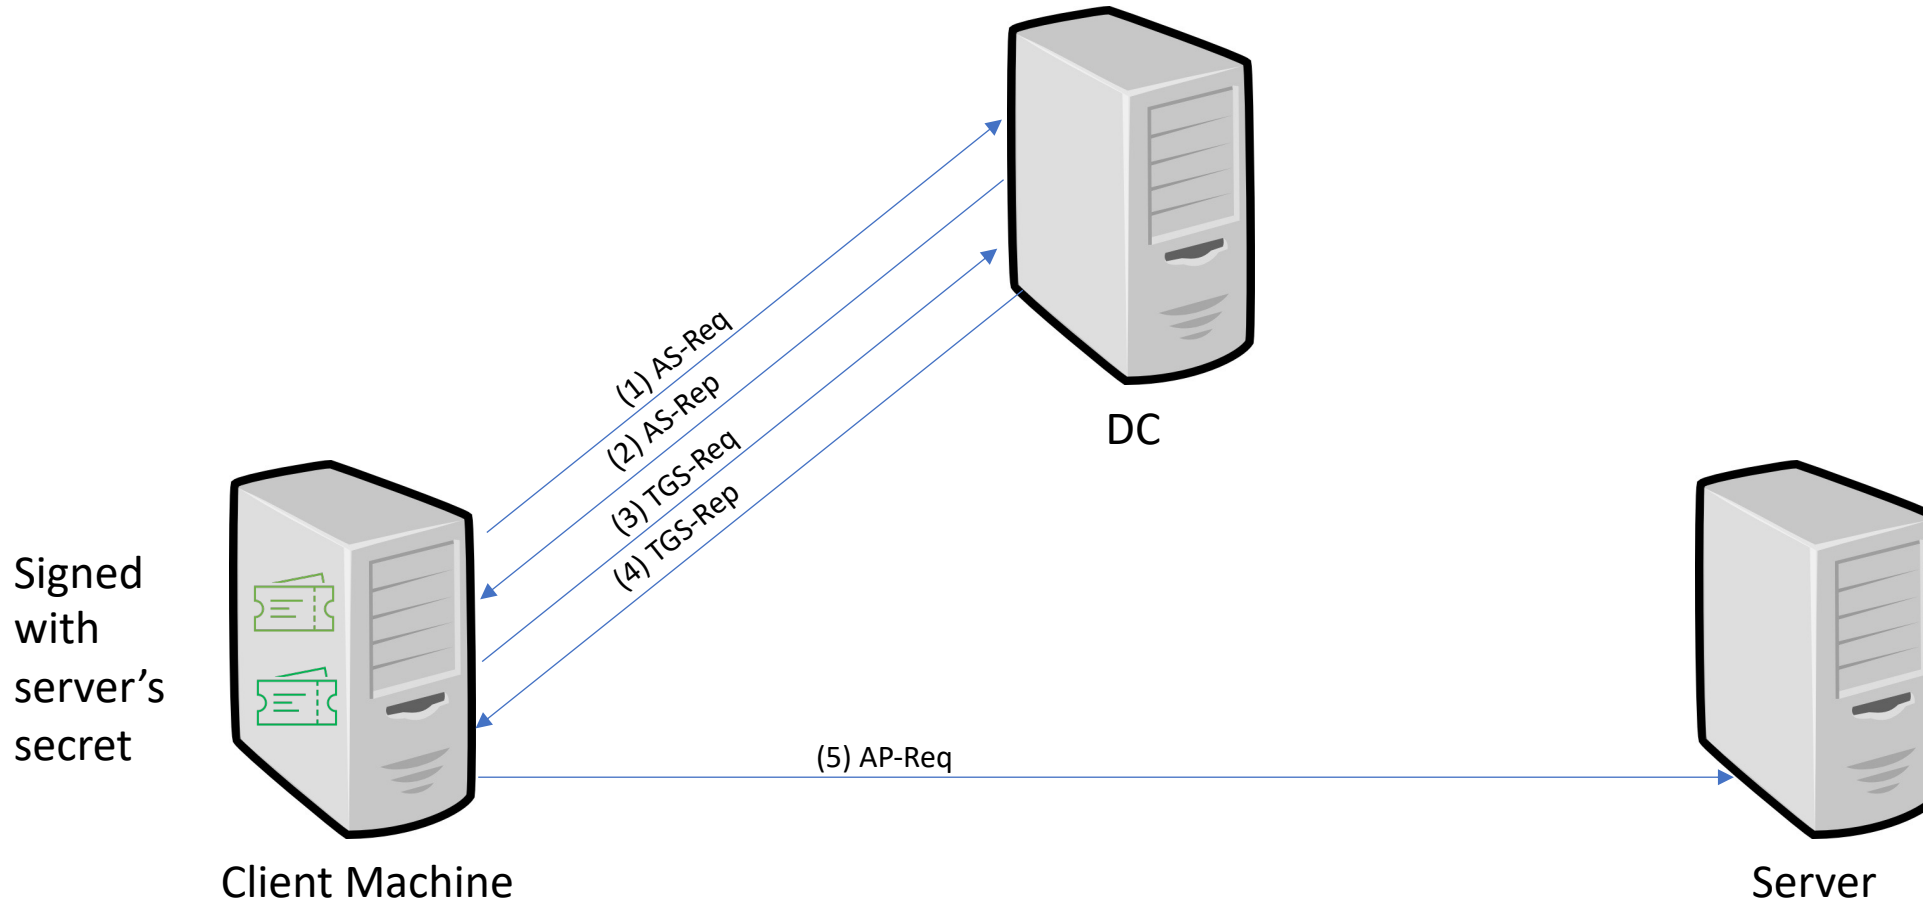 (1) AS-Req
(2) AS-Rep
(3) TGS-Req
(4) TGS-Rep
DC
Signed
with
server’s
secret
(5) AP-Req
Client Machine
Server